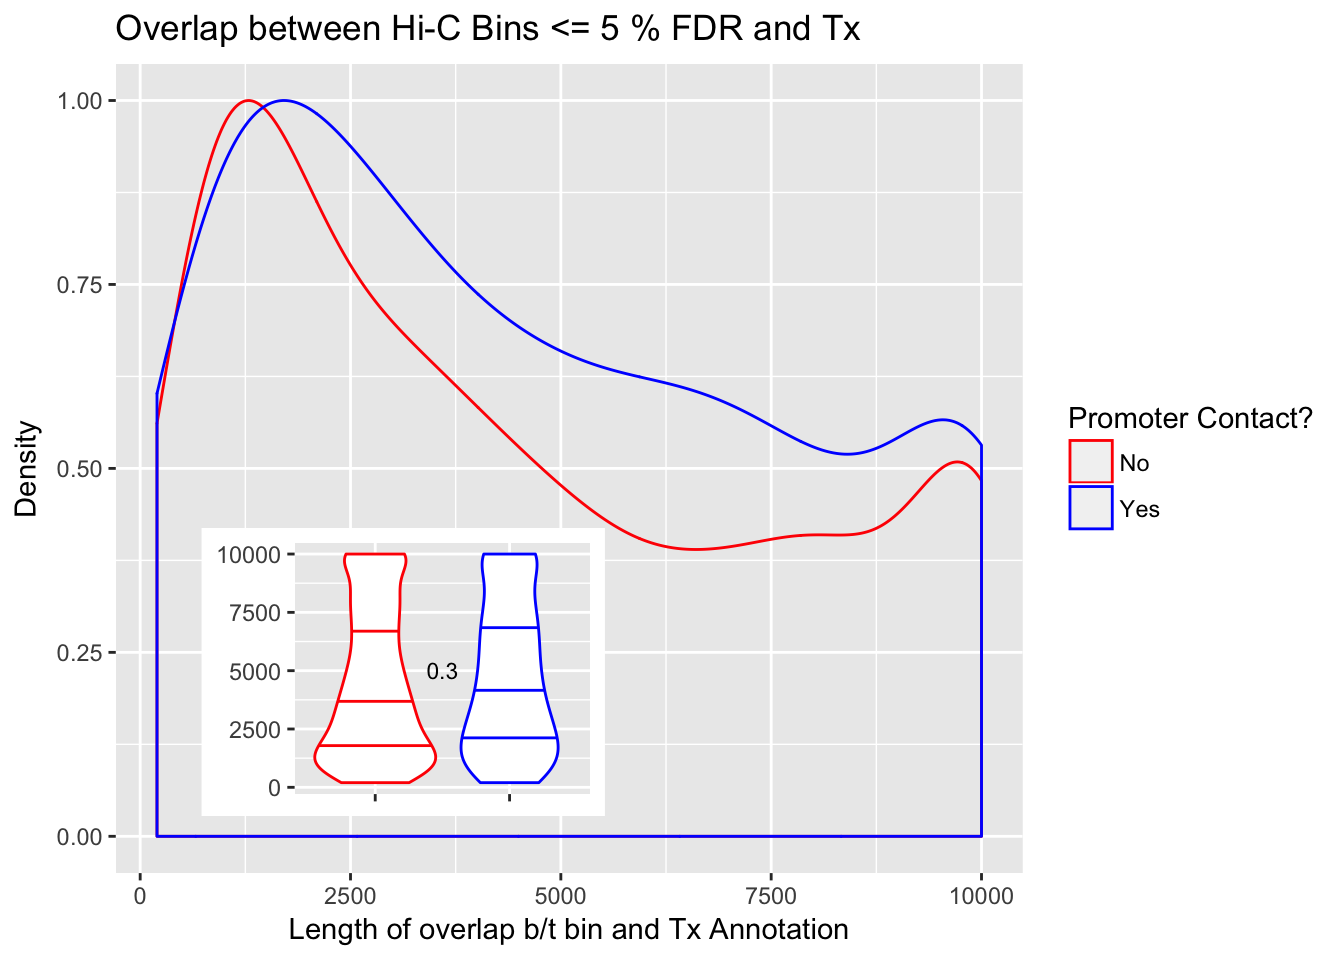 Overlap between Hi-C Bins <= 5 % FDR and Tx
1.00
0.75
0.50
0.25
0.00
Density
0
2500
5000
7500
10000
Length of overlap b/t bin and Tx Annotation
10000
7500
5000
2500
0
0.3
Promoter Contact?
No
Yes